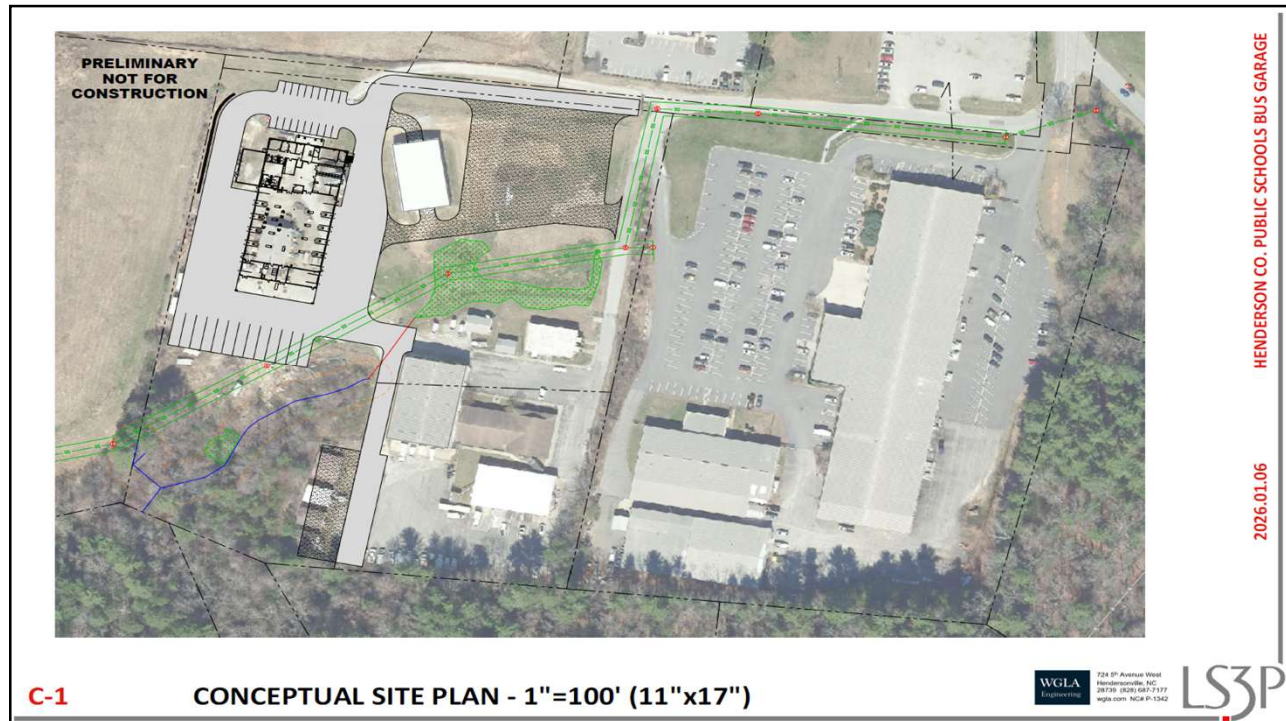 PRELIMINARY
NOT FOR
CONSTRUCTION
HENDERSON CO. PUBLIC SCHOOLS BUS GARAGE
2026.01.06
C-1
CONCEPTUAL SITE PLAN - 1"=100' (11"x17")
WGLA
Engineering
724 5th Avenue West
Hendersonville, NC
28739 (828) 687-7177
wgla.com NC# P-1342
LS3P